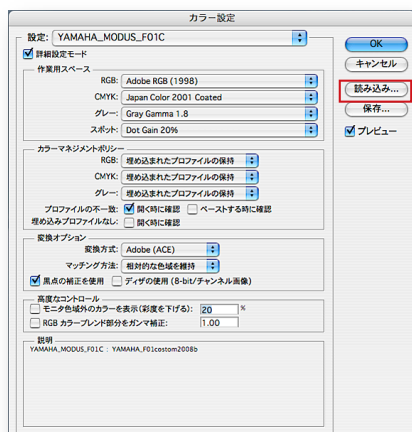 カラー設定
設定: YAMAHA_MODUS_F01C
OK
詳細設定モード
キャンセル
作業用スペース
RGB: Adobe RGB (1998)
読み込み...
CMYK: Japan Color 2001 Coated
保存...
グレー: Gray Gamma 1.8
プレビュー
スポット: Dot Gain 20%
カラーマネジメントポリシー
RGB: 埋め込まれたプロファイルの保持
CMYK: 埋め込まれたプロファイルの保持
グレー: 埋め込まれたプロファイルの保持
プロファイルの不一致: 開く時に確認 ペーストする時に確認
埋め込みプロファイルなし: 開く時に確認
変換オプション
変換方式: Adobe (ACE)
マッチング方法: 相対的な色域を維持
黒点の補正を使用 ディザの使用 (8-bit/チャンネル画像)
高度なコントロール
モニタ色域外のカラーを表示(彩度を下げる): 20 %
RGB カラーブレンド部分をガンマ補正: 1.00
説明
YAMAHA_MODUS_F01C : YAMAHA_F01costom2008b